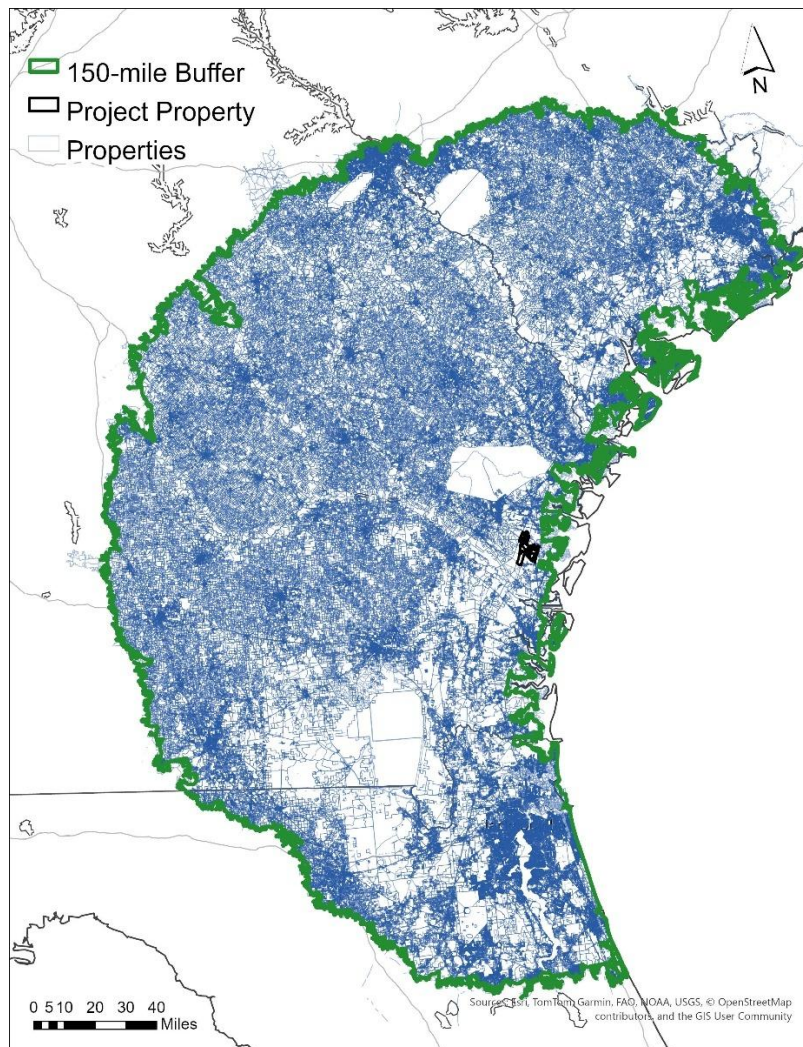 150-mile Buffer
Project Property
Properties
N
0 5 10 20 30 40
Miles
Sources: Esri, TomTom, Garmin, FAO, NOAA, USGS, © OpenStreetMap
contributors, and the GIS User Community